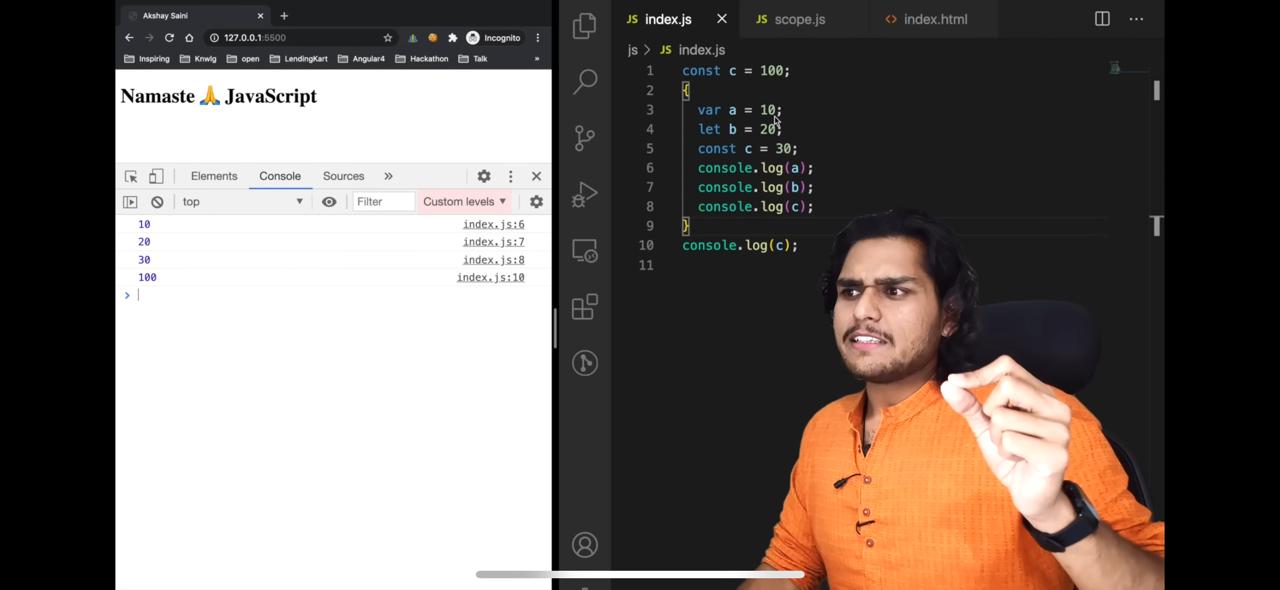 Akshay Saini
127.0.0.1:5500
Incognito
Inspiring Knwlg open LendingKart Angular4 Hackathon Talk »
Namaste 🙏 JavaScript
Elements Console Sources »
top Filter Custom levels
10 index.js:6
20 index.js:7
30 index.js:8
100 index.js:10
JS index.js JS scope.js <> index.html
js > JS index.js
1 const c = 100;
2 {
3 var a = 10;
4 let b = 20;
5 const c = 30;
6 console.log(a);
7 console.log(b);
8 console.log(c);
9 }
10 console.log(c);
11